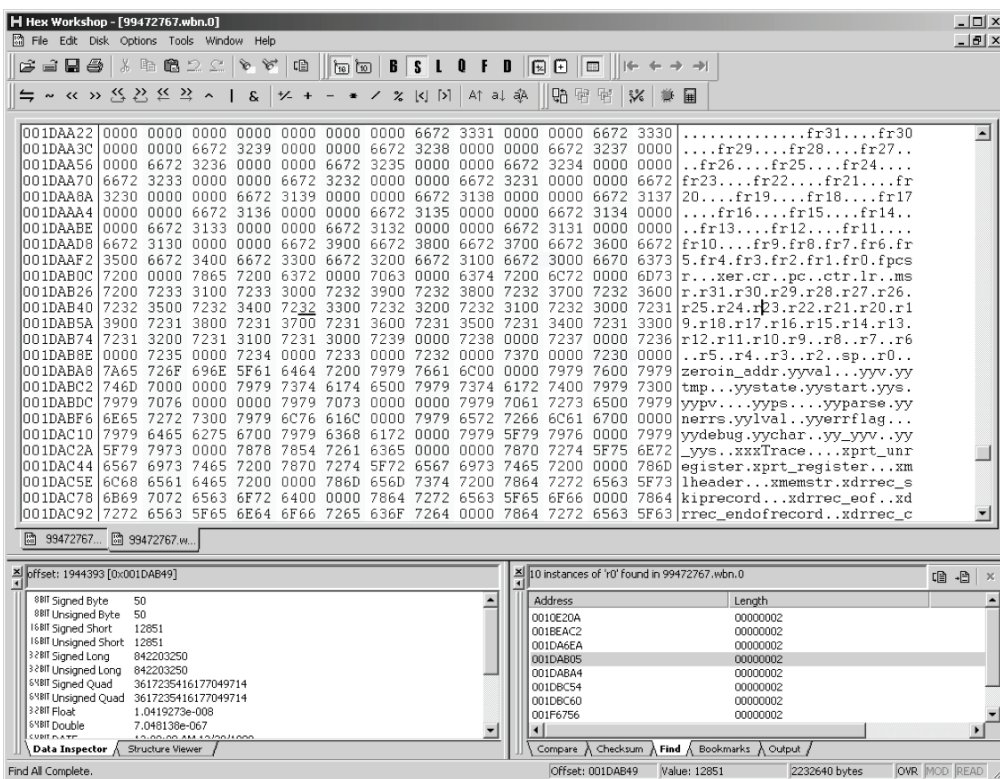 Hex Workshop - [99472767.wbn.0]
File Edit Disk Options Tools Window Help
B S L Q F D
001DAA22 0000 0000 0000 0000 0000 0000 0000 6672 3331 0000 0000 6672 3330 ..............fr31....fr30
001DAA3C 0000 0000 6672 3239 0000 0000 6672 3238 0000 0000 6672 3237 0000 ....fr29....fr28....fr27..
001DAA56 0000 6672 3236 0000 0000 6672 3235 0000 0000 6672 3234 0000 0000 ..fr26....fr25....fr24....
001DAA70 6672 3233 0000 0000 6672 3232 0000 0000 6672 3231 0000 0000 6672 fr23....fr22....fr21....fr
001DAA8A 3230 0000 0000 6672 3139 0000 0000 6672 3138 0000 0000 6672 3137 20....fr19....fr18....fr17
001DAAA4 0000 0000 6672 3136 0000 0000 6672 3135 0000 0000 6672 3134 0000 ....fr16....fr15....fr14..
001DAABE 0000 6672 3133 0000 0000 6672 3132 0000 0000 6672 3131 0000 0000 ..fr13....fr12....fr11....
001DAAD8 6672 3130 0000 0000 6672 3900 6672 3800 6672 3700 6672 3600 6672 fr10....fr9.fr8.fr7.fr6.fr
001DAAF2 3500 6672 3400 6672 3300 6672 3200 6672 3100 6672 3000 6670 6373 5.fr4.fr3.fr2.fr1.fr0.fpcs
001DAB0C 7200 0000 7865 7200 6372 0000 7063 0000 6374 7200 6C72 0000 6D73 r...xer.cr..pc..ctr.lr..ms
001DAB26 7200 7233 3100 7233 3000 7232 3900 7232 3800 7232 3700 7232 3600 r.r31.r30.r29.r28.r27.r26.
001DAB40 7232 3500 7232 3400 7232 3300 7232 3200 7232 3100 7232 3000 7231 r25.r24.r23.r22.r21.r20.r1
001DAB5A 3900 7231 3800 7231 3700 7231 3600 7231 3500 7231 3400 7231 3300 9.r18.r17.r16.r15.r14.r13.
001DAB74 7231 3200 7231 3100 7231 3000 7239 0000 7238 0000 7237 0000 7236 r12.r11.r10.r9..r8..r7..r6
001DAB8E 0000 7235 0000 7234 0000 7233 0000 7232 0000 7370 0000 7230 0000 ..r5..r4..r3..r2..sp..r0..
001DABA8 7A65 726F 696E 5F61 6464 7200 7979 7661 6C00 0000 7979 7600 7979 zeroin_addr.yyval...yyv.yy
001DABC2 746D 7000 0000 7979 7374 6174 6500 7979 7374 6172 7400 7979 7300 tmp...yystate.yystart.yys.
001DABDC 7979 7076 0000 0000 7979 7073 0000 0000 7979 7061 7273 6500 7979 yypv....yyps....yyparse.yy
001DABF6 6E65 7272 7300 7979 6C76 616C 0000 7979 6572 7266 6C61 6700 0000 nerrs.yylval..yyerrflag...
001DAC10 7979 6465 6275 6700 7979 6368 6172 0000 7979 5F79 7976 0000 7979 yydebug.yychar..yy_yyv..yy
001DAC2A 5F79 7973 0000 7878 7854 7261 6365 0000 0000 7870 7274 5F75 6E72 _yys..xxxTrace....xprt_unr
001DAC44 6567 6973 7465 7200 7870 7274 5F72 6567 6973 7465 7200 0000 786D egister.xprt_register...xm
001DAC5E 6C68 6561 6465 7200 0000 786D 656D 7374 7200 7864 7272 6563 5F73 lheader...xmemstr.xdrrec_s
001DAC78 6B69 7072 6563 6F72 6400 0000 7864 7272 6563 5F65 6F66 0000 7864 kiprecord...xdrrec_eof..xd
001DAC92 7272 6563 5F65 6E64 6F66 7265 636F 7264 0000 7864 7272 6563 5F63 rrec_endofrecord..xdrrec_c
99472767... 99472767.w...
offset: 1944393 [0x001DAB49]
8BIT Signed Byte 50
8BIT Unsigned Byte 50
16BIT Signed Short 12851
16BIT Unsigned Short 12851
32BIT Signed Long 842203250
32BIT Unsigned Long 842203250
64BIT Signed Quad 3617235416177049714
64BIT Unsigned Quad 3617235416177049714
32BIT Float 1.0419273e-008
64BIT Double 7.048138e-067
Data Inspector Structure Viewer
10 instances of 'r0' found in 99472767.wbn.0
Address Length
0010E20A 00000002
001BEAC2 00000002
001DA6EA 00000002
001DAB05 00000002
001DABA4 00000002
001DBC54 00000002
001DBC60 00000002
001F6756 00000002
Compare Checksum Find Bookmarks Output
Find All Complete. Offset: 001DAB49 Value: 12851 2232640 bytes OVR MOD READ